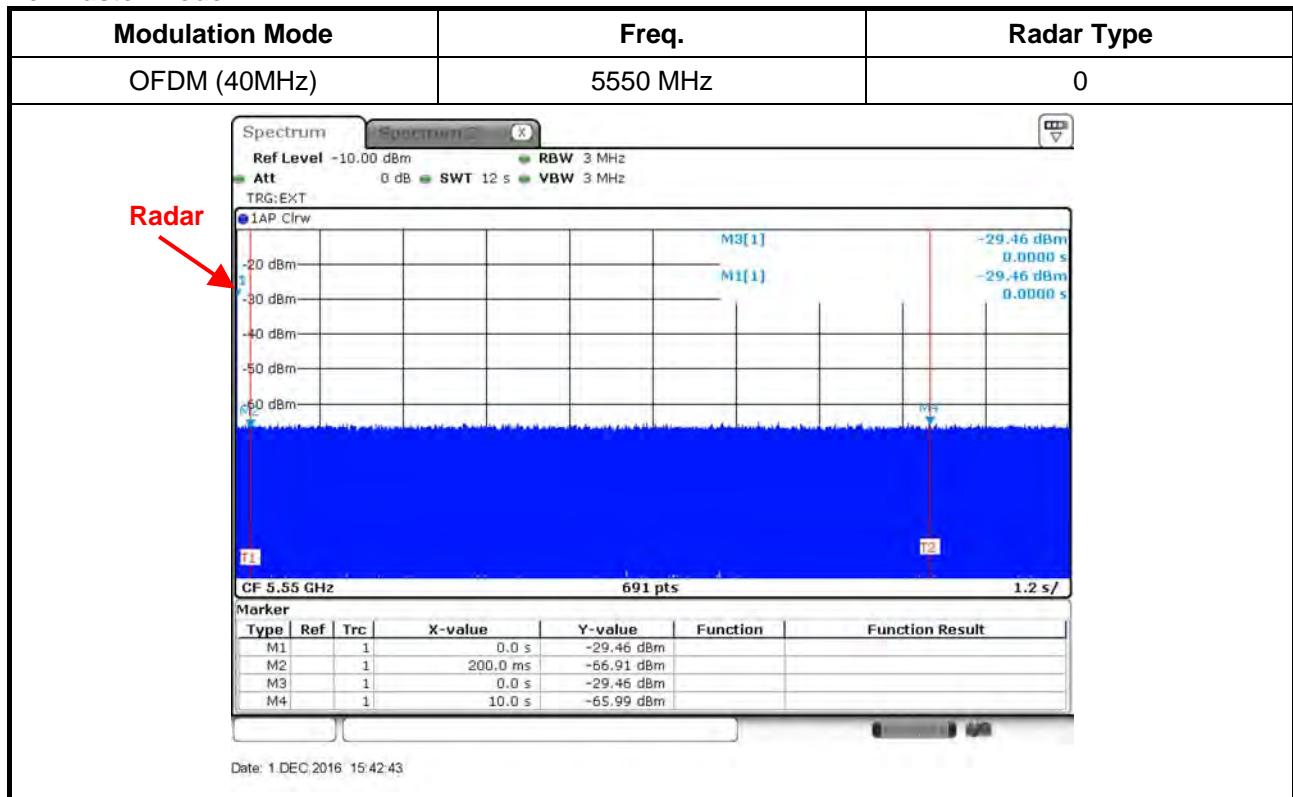 Modulation Mode Freq. Radar Type
OFDM (40MHz) 5550 MHz 0
Spectrum Spectrum 2 X
Ref Level -10.00 dBm RBW 3 MHz
Att 0 dB SWT 12 s VBW 3 MHz
TRG:EXT
Radar
1AP Clrw
M3[1] -29.46 dBm
0.0000 s
-20 dBm
M1[1] -29.46 dBm
0.0000 s
-30 dBm
-40 dBm
-50 dBm
-60 dBm
M2 M4
T1 T2
CF 5.55 GHz 691 pts 1.2 s/
Marker
Type Ref Trc X-value Y-value Function Function Result
M1 1 0.0 s -29.46 dBm
M2 1 200.0 ms -66.91 dBm
M3 1 0.0 s -29.46 dBm
M4 1 10.0 s -65.99 dBm
Date: 1.DEC.2016 15:42:43